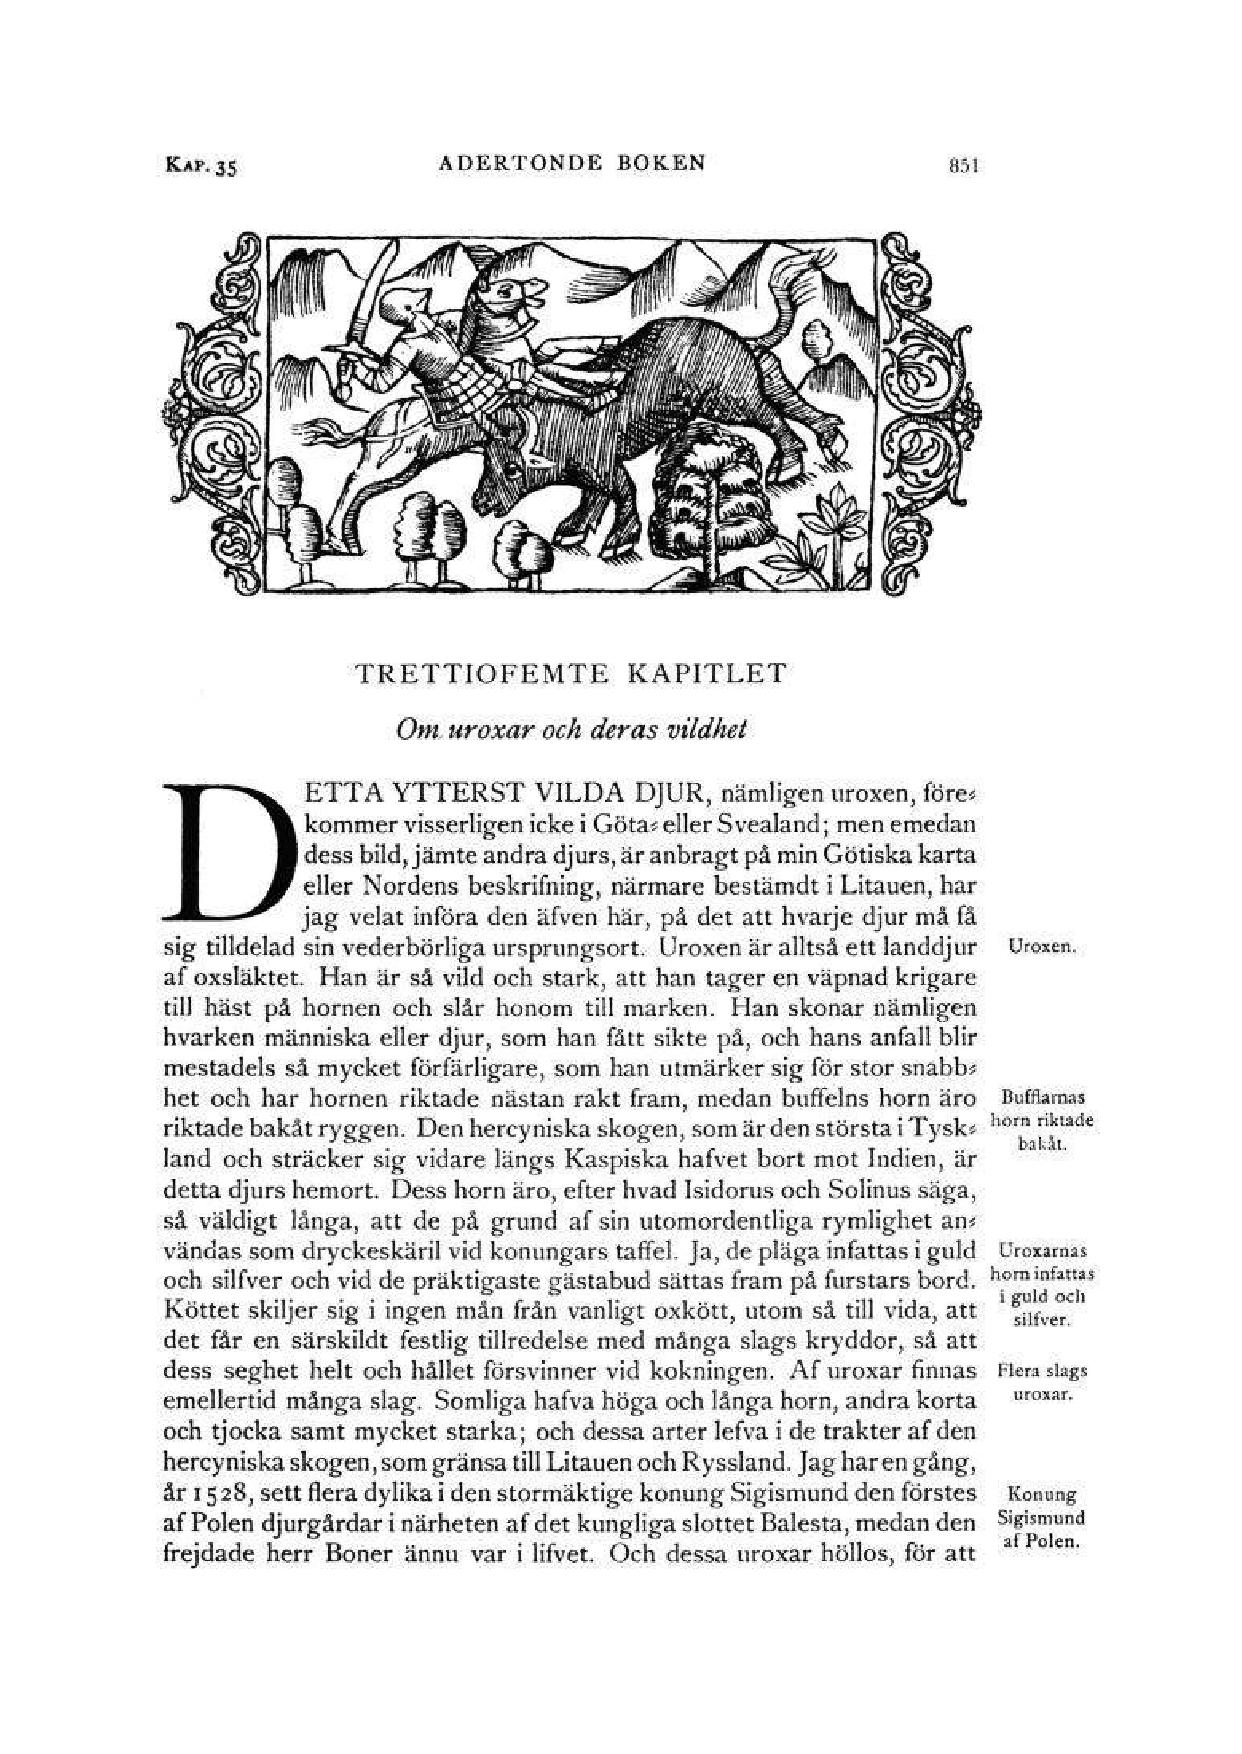 KAP. 35 ADERTONDE BOKEN 851
TRETTIOFEMTE KAPITLET
Om uroxar och deras vildhet
DETTA YTTERST VILDA DJUR, nämligen uroxen, före⸗
kommer visserligen icke i Göta⸗ eller Svealand; men emedan
dess bild, jämte andra djurs, är anbragt på min Götiska karta
eller Nordens beskrifning, närmare bestämdt i Litauen, har
jag velat införa den äfven här, på det att hvarje djur må få
sig tilldelad sin vederbörliga ursprungsort. Uroxen är alltså ett landdjur
Uroxen.
af oxsläktet. Han är så vild och stark, att han tager en väpnad krigare
till häst på hornen och slår honom till marken. Han skonar nämligen
hvarken människa eller djur, som han fått sikte på, och hans anfall blir
mestadels så mycket förfärligare, som han utmärker sig för stor snabb⸗
het och har hornen riktade nästan rakt fram, medan buffelns horn äro
Bufflarnas
horn riktade
bakåt.
riktade bakåt ryggen. Den hercyniska skogen, som är den största i Tysk⸗
land och sträcker sig vidare längs Kaspiska hafvet bort mot Indien, är
detta djurs hemort. Dess horn äro, efter hvad Isidorus och Solinus säga,
så väldigt långa, att de på grund af sin utomordentliga rymlighet an⸗
vändas som dryckeskäril vid konungars taffel. Ja, de pläga infattas i guld
Uroxarnas
horn infattas
i guld och
silfver.
och silfver och vid de präktigaste gästabud sättas fram på furstars bord.
Köttet skiljer sig i ingen mån från vanligt oxkött, utom så till vida, att
det får en särskildt festlig tillredelse med många slags kryddor, så att
dess seghet helt och hållet försvinner vid kokningen. Af uroxar finnas
Flera slags
uroxar.
emellertid många slag. Somliga hafva höga och långa horn, andra korta
och tjocka samt mycket starka; och dessa arter lefva i de trakter af den
hercyniska skogen, som gränsa till Litauen och Ryssland. Jag har en gång,
år 1528, sett flera dylika i den stormäktige konung Sigismund den förstes
Konung
Sigismund
af Polen.
af Polen djurgårdar i närheten af det kungliga slottet Balesta, medan den
frejdade herr Boner ännu var i lifvet. Och dessa uroxar höllos, för att